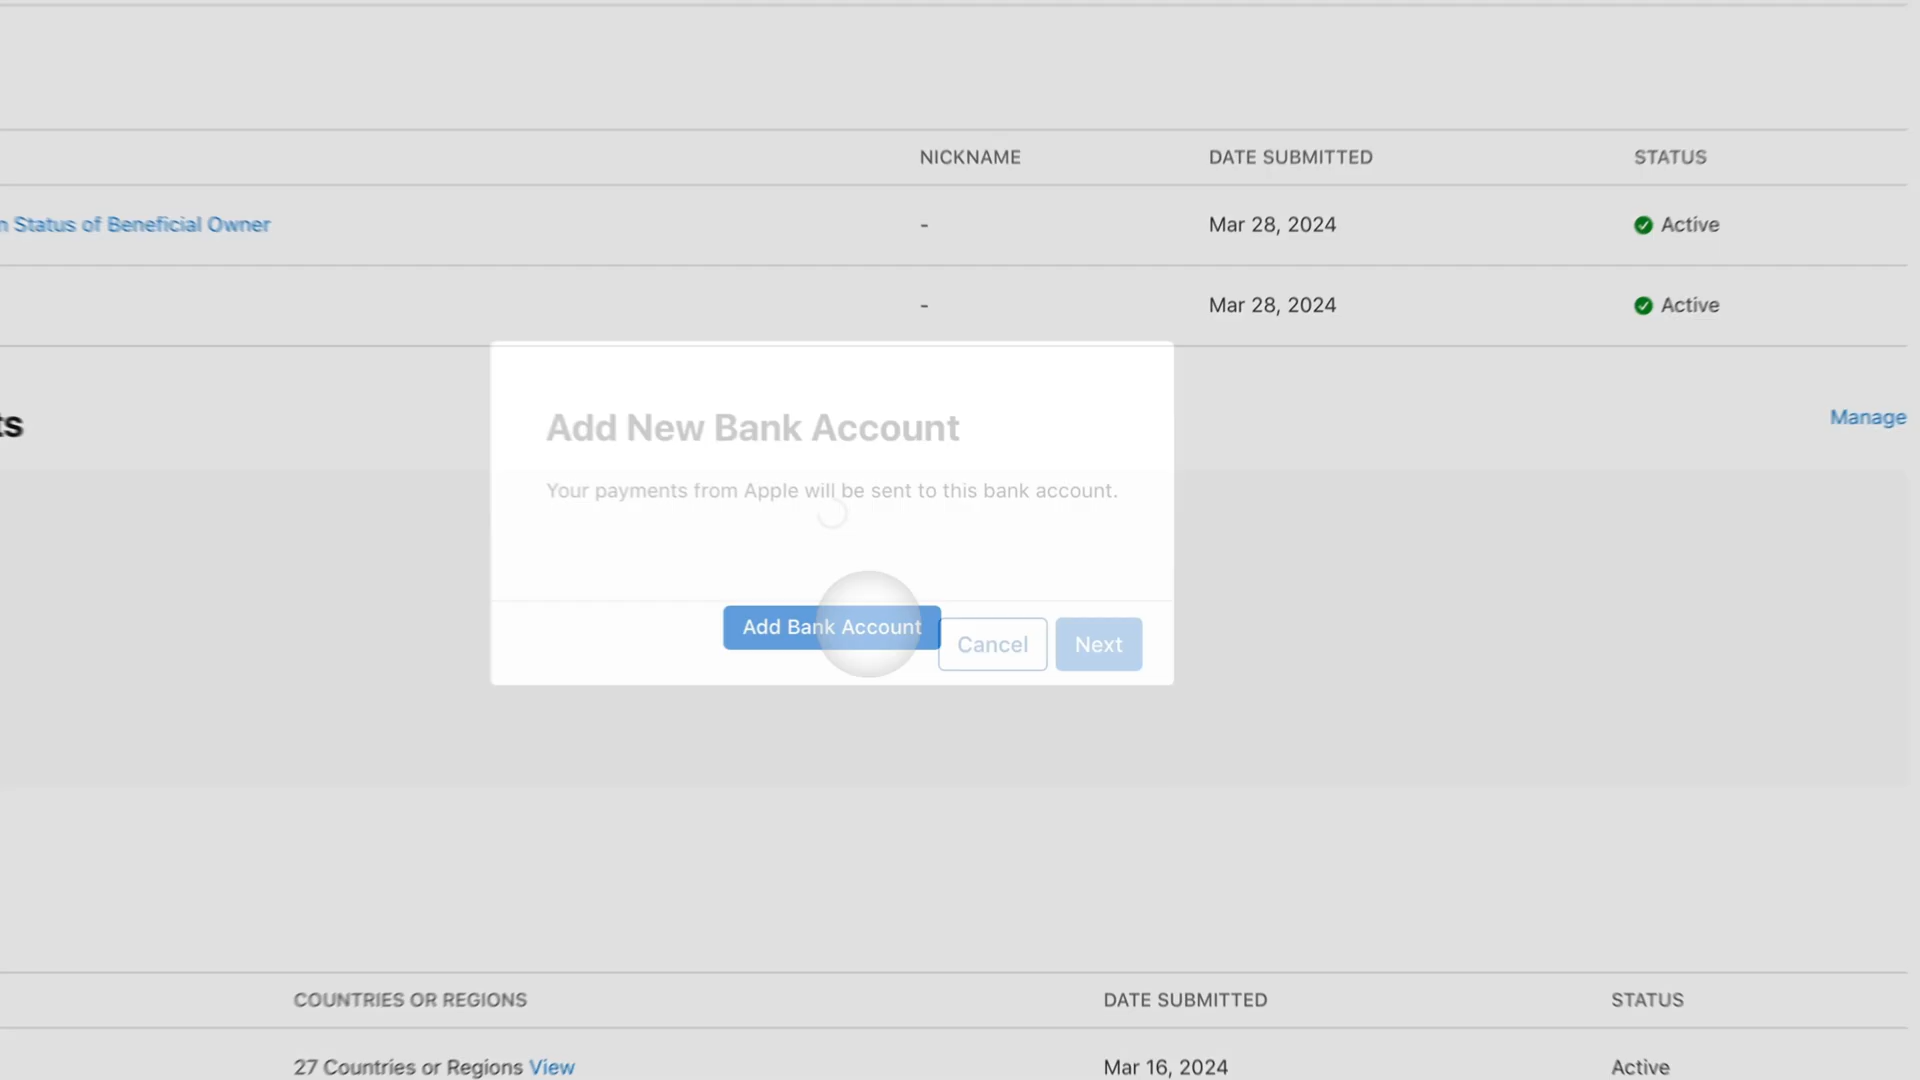 NICKNAME DATE SUBMITTED STATUS
Status of Beneficial Owner - Mar 28, 2024 Active
- Mar 28, 2024 Active
Manage
Add New Bank Account
Your payments from Apple will be sent to this bank account.
Add Bank Account
Cancel Next
COUNTRIES OR REGIONS DATE SUBMITTED STATUS
27 Countries or Regions View Mar 16, 2024 Active